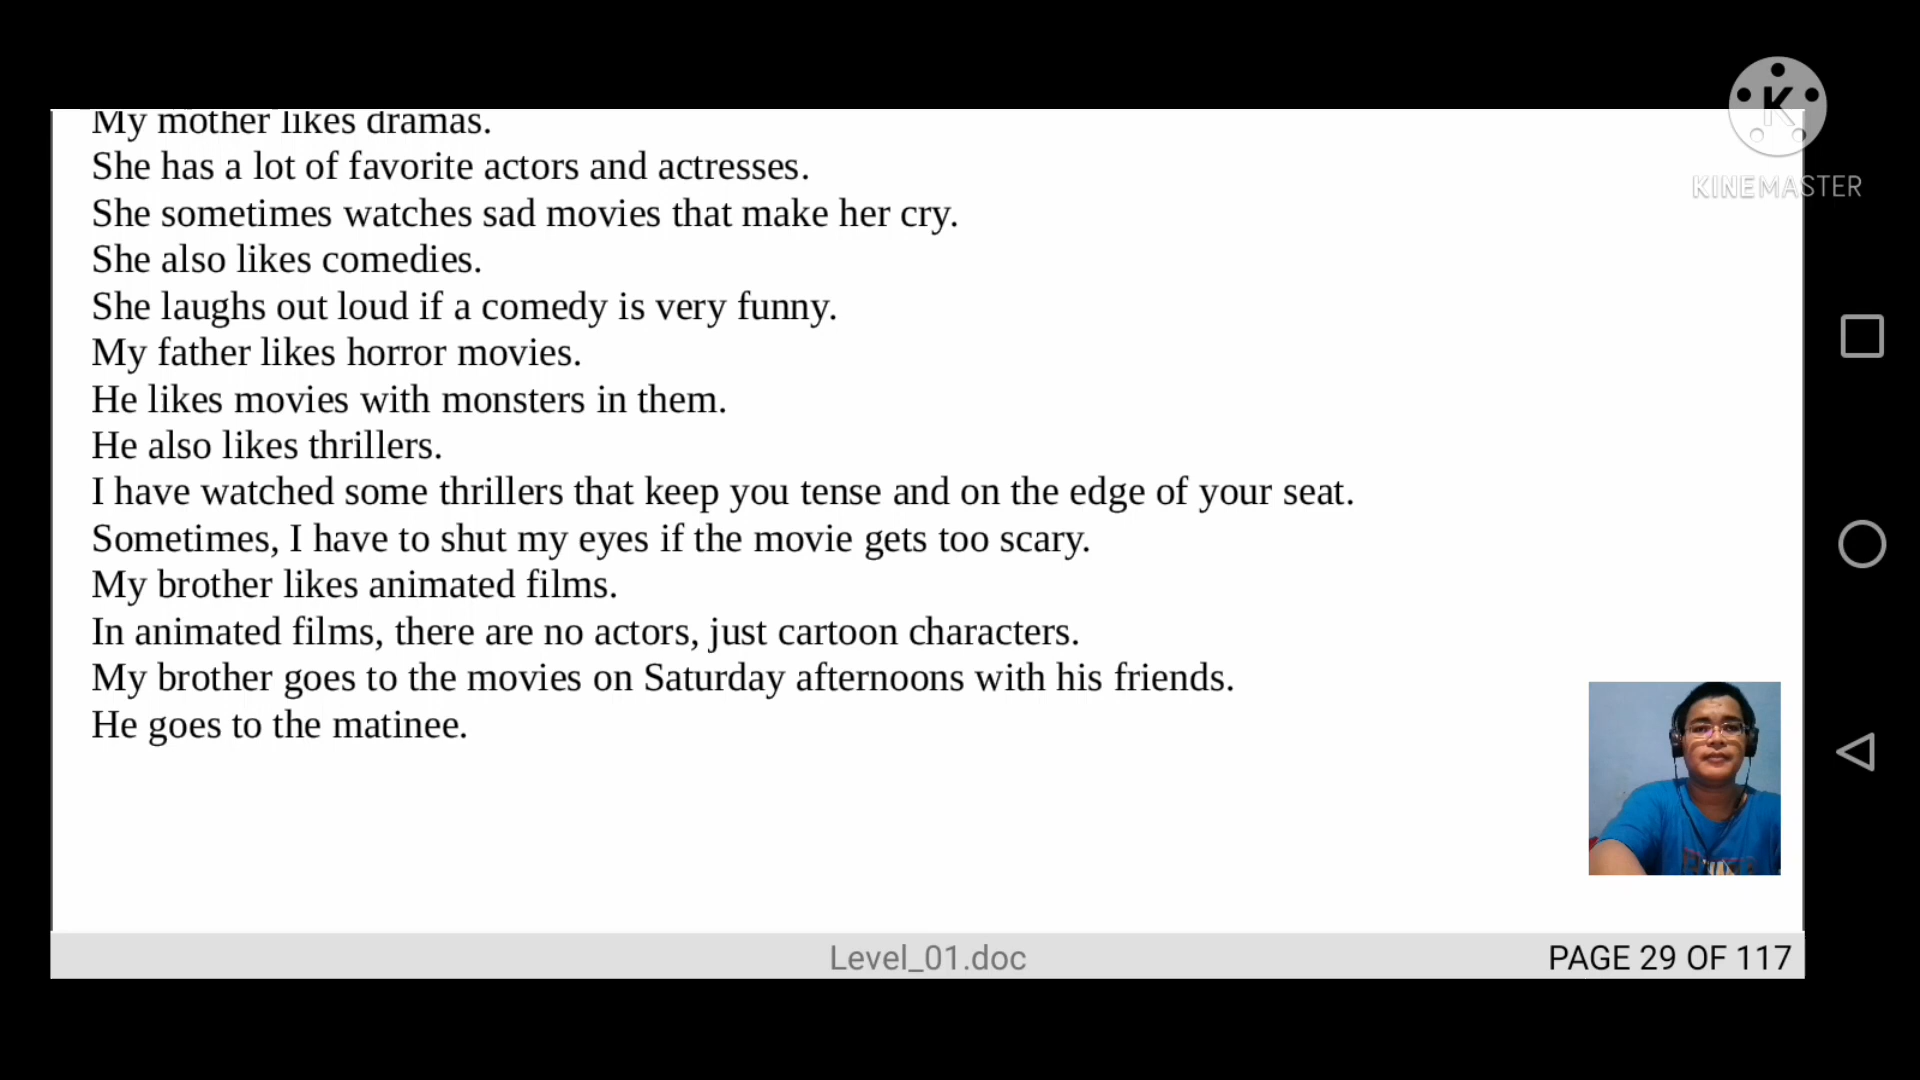 My mother likes dramas.
She has a lot of favorite actors and actresses.
She sometimes watches sad movies that make her cry.
She also likes comedies.
She laughs out loud if a comedy is very funny.
My father likes horror movies.
He likes movies with monsters in them.
He also likes thrillers.
I have watched some thrillers that keep you tense and on the edge of your seat.
Sometimes, I have to shut my eyes if the movie gets too scary.
My brother likes animated films.
In animated films, there are no actors, just cartoon characters.
My brother goes to the movies on Saturday afternoons with his friends.
He goes to the matinee.
K
KINEMASTER
Level_01.doc
PAGE 29 OF 117